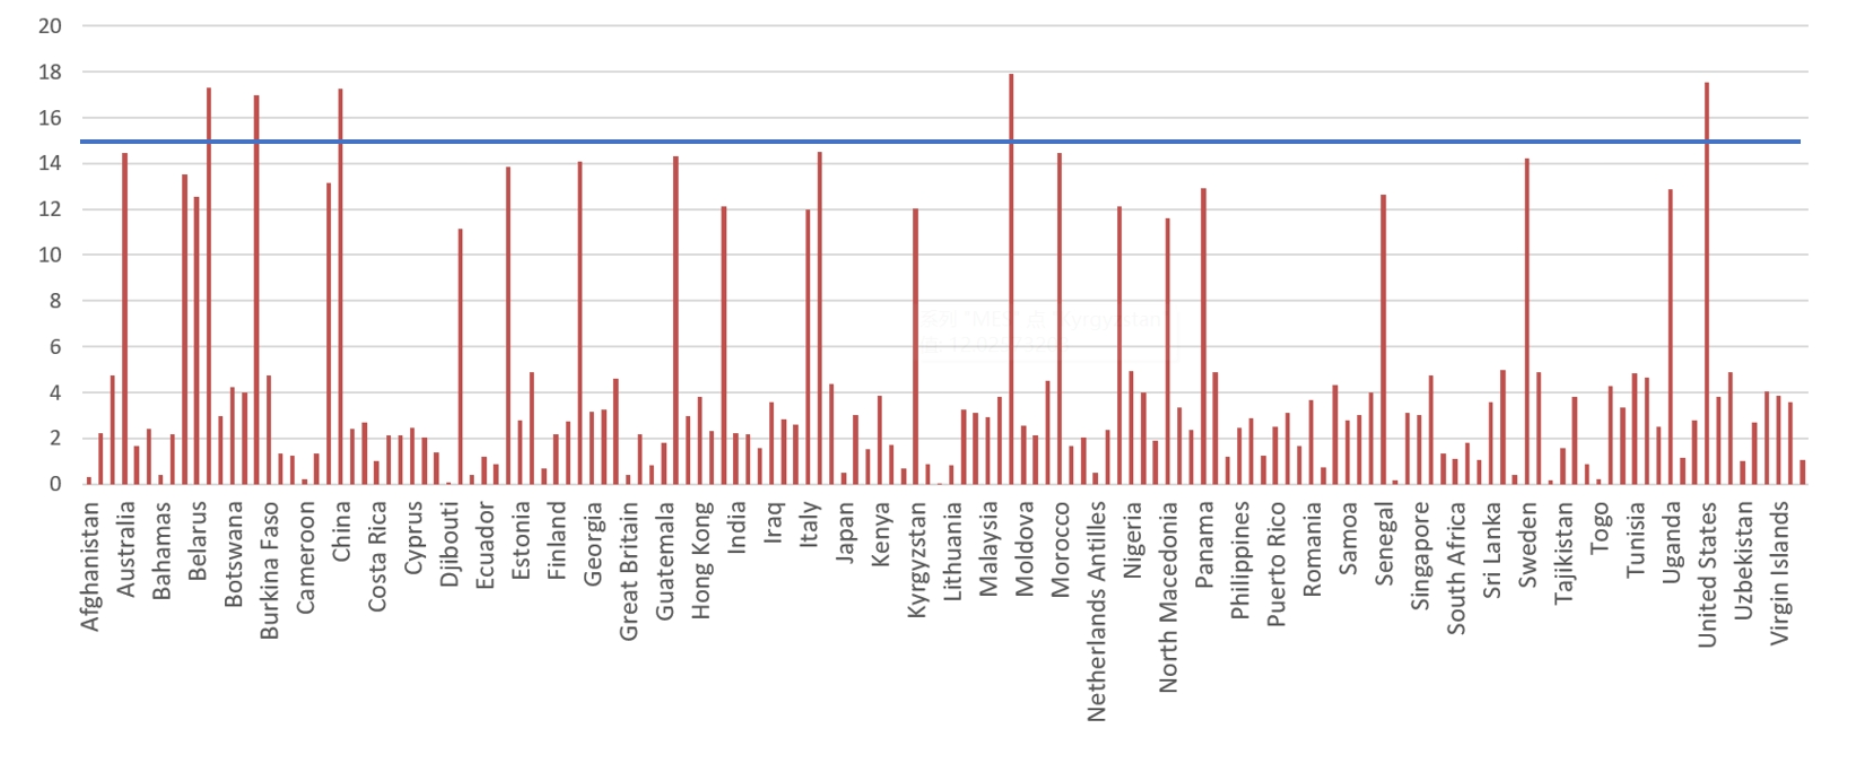 20
18
16
14
12
10
8
6
4
2
0
Afghanistan
Australia
Bahamas
Belarus
Botswana
Burkina Faso
Cameroon
China
Costa Rica
Cyprus
Djibouti
Ecuador
Estonia
Finland
Georgia
Great Britain
Guatemala
Hong Kong
India
Iraq
Italy
Japan
Kenya
Kyrgyzstan
Lithuania
Malaysia
Moldova
Morocco
Netherlands Antilles
Nigeria
North Macedonia
Panama
Philippines
Puerto Rico
Romania
Samoa
Senegal
Singapore
South Africa
Sri Lanka
Sweden
Tajikistan
Togo
Tunisia
Uganda
United States
Uzbekistan
Virgin Islands